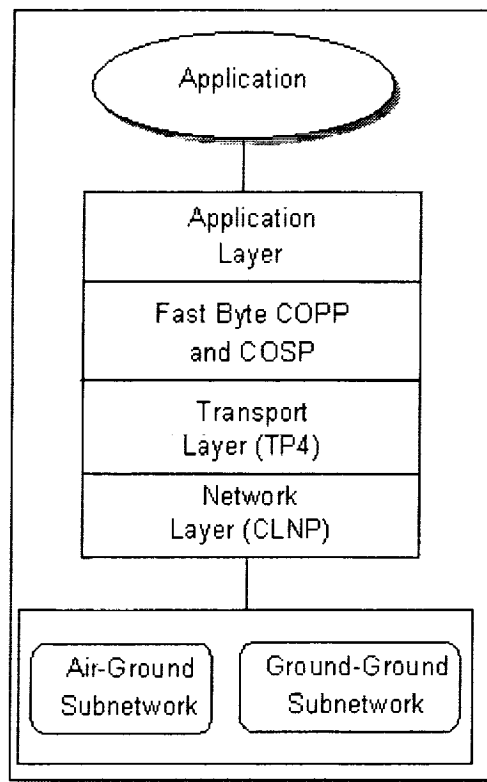 Application
Application
Layer
Fast Byte COPP
and COSP
Transport
Layer (TP4)
Network
Layer (CLNP)
Air-Ground
Subnetwork
Ground-Ground
Subnetwork